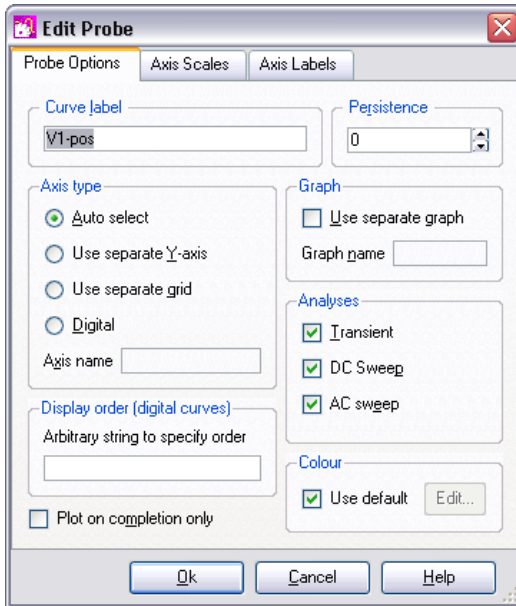 Edit Probe
Probe Options
Axis Scales
Axis Labels
Curve label
V1-pos
Persistence
0
Axis type
Auto select
Use separate Y-axis
Use separate grid
Digital
Axis name
Graph
Use separate graph
Graph name
Analyses
Transient
DC Sweep
AC sweep
Display order (digital curves)
Arbitrary string to specify order
Colour
Use default
Edit...
Plot on completion only
Ok
Cancel
Help